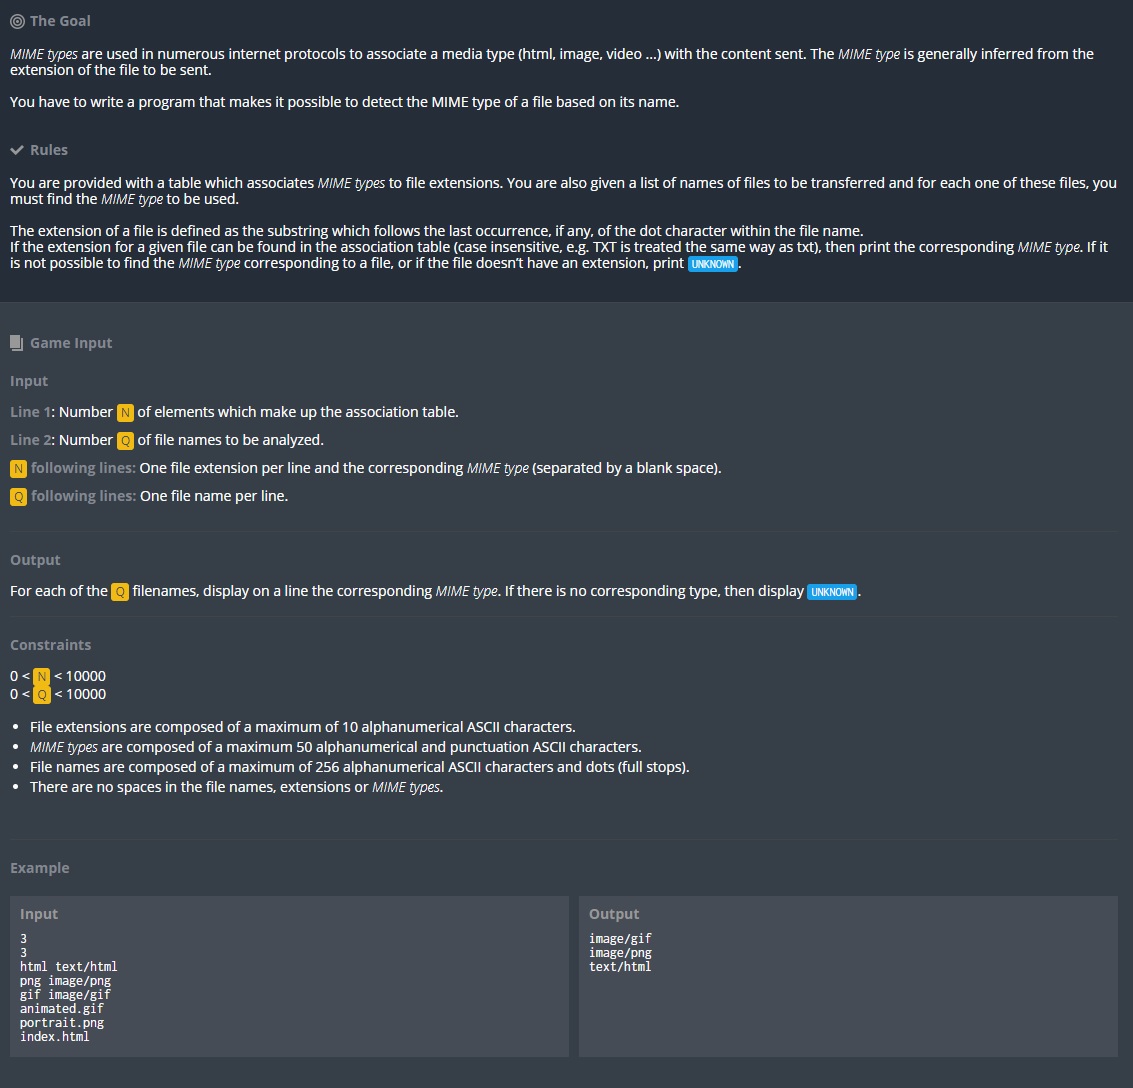 The Goal
MIME types are used in numerous internet protocols to associate a media type (html, image, video ...) with the content sent. The MIME type is generally inferred from the
extension of the file to be sent.
You have to write a program that makes it possible to detect the MIME type of a file based on its name.
Rules
You are provided with a table which associates MIME types to file extensions. You are also given a list of names of files to be transferred and for each one of these files, you
must find the MIME type to be used.
The extension of a file is defined as the substring which follows the last occurrence, if any, of the dot character within the file name.
If the extension for a given file can be found in the association table (case insensitive, e.g. TXT is treated the same way as txt), then print the corresponding MIME type. If it
is not possible to find the MIME type corresponding to a file, or if the file doesn't have an extension, print UNKNOWN.
Game Input
Input
Line 1: Number N of elements which make up the association table.
Line 2: Number Q of file names to be analyzed.
N following lines: One file extension per line and the corresponding MIME type (separated by a blank space).
Q following lines: One file name per line.
Output
For each of the Q filenames, display on a line the corresponding MIME type. If there is no corresponding type, then display UNKNOWN.
Constraints
0 < N < 10000
0 < Q < 10000
• File extensions are composed of a maximum of 10 alphanumerical ASCII characters.
• MIME types are composed of a maximum 50 alphanumerical and punctuation ASCII characters.
• File names are composed of a maximum of 256 alphanumerical ASCII characters and dots (full stops).
• There are no spaces in the file names, extensions or MIME types.
Example
Input
3
3
html text/html
png image/png
gif image/gif
animated.gif
portrait.png
index.html
Output
image/gif
image/png
text/html